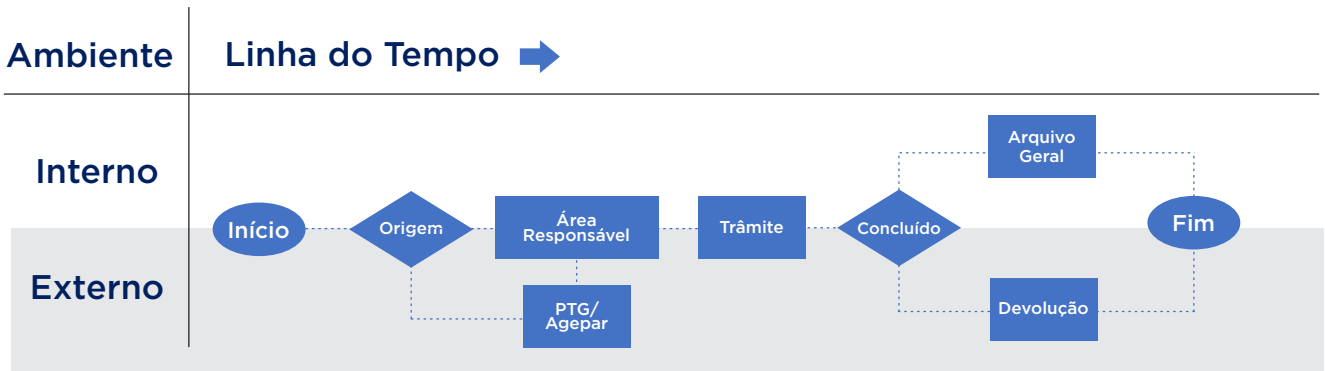 Ambiente
Linha do Tempo
Interno
Externo
Início
Origem
Área
Responsável
PTG/
Agepar
Trâmite
Concluído
Arquivo
Geral
Devolução
Fim